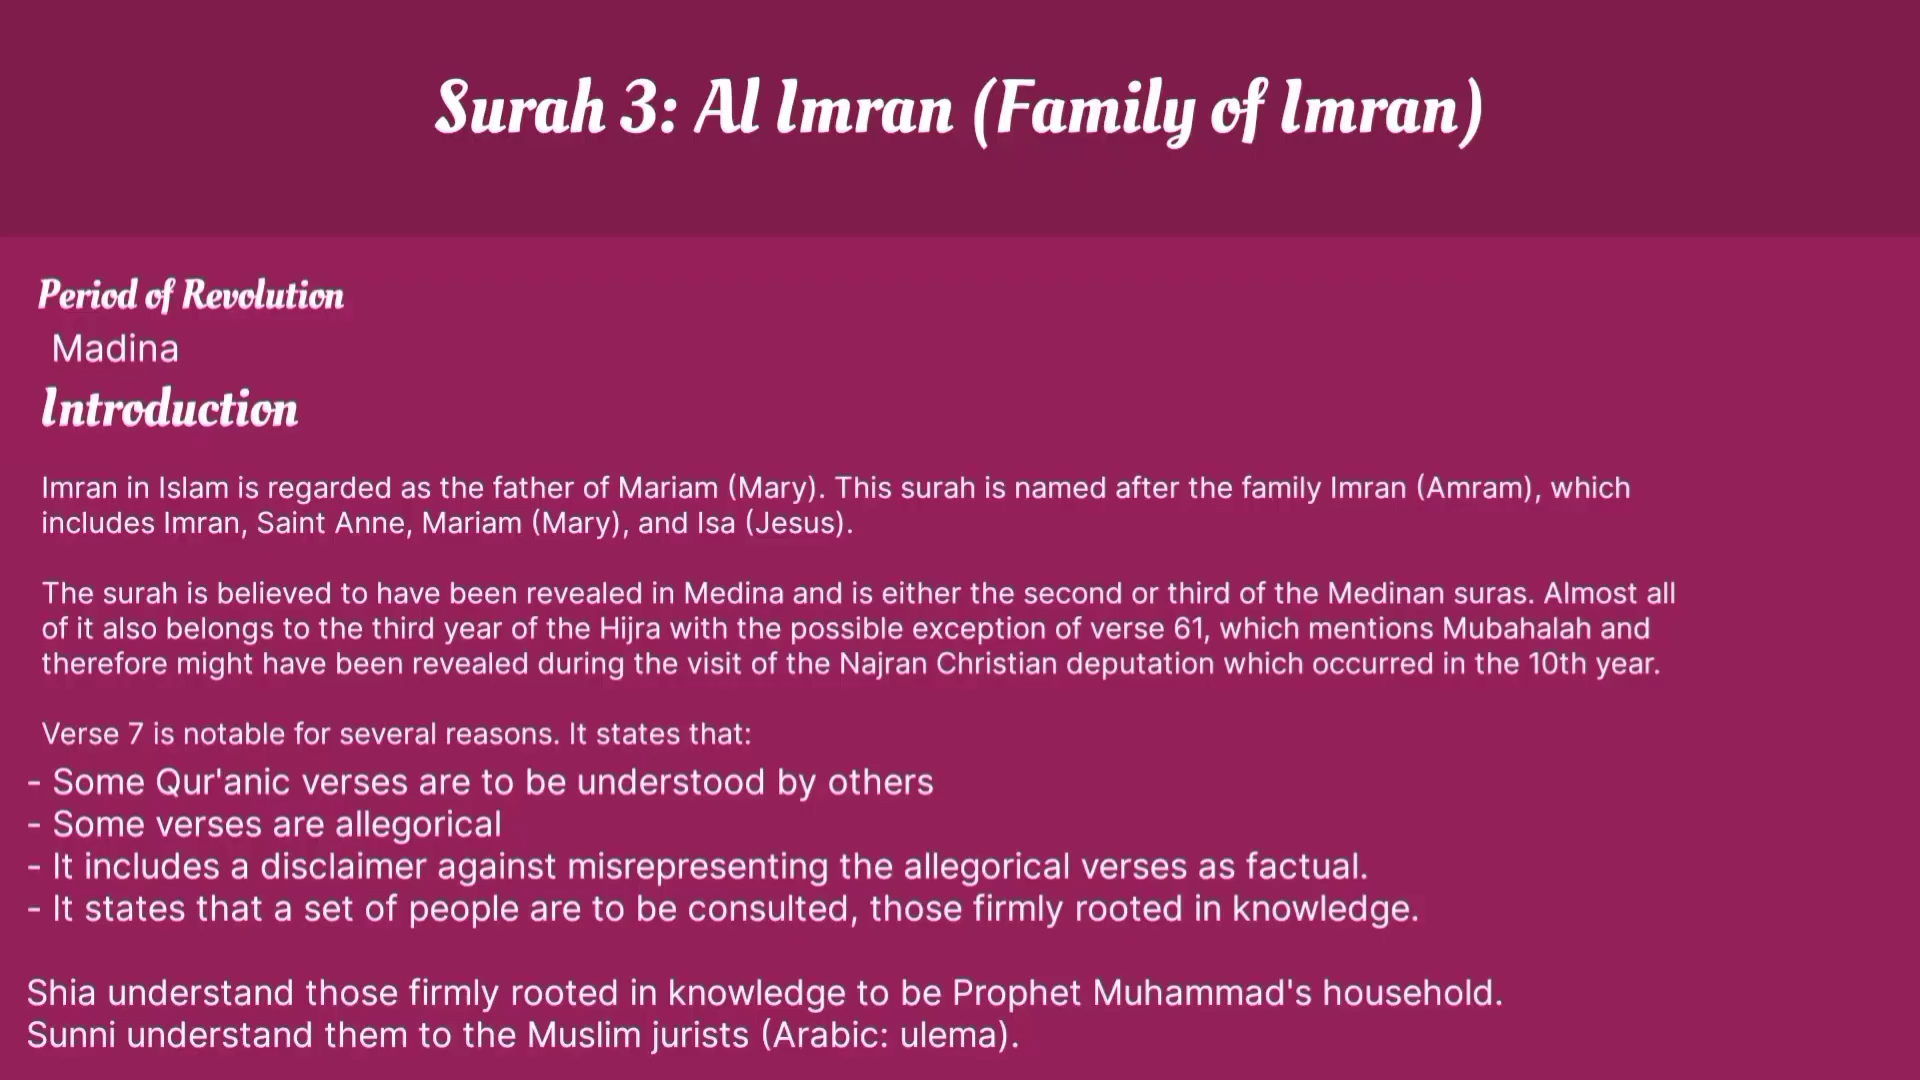 Surah 3: Al Imran (Family of Imran)
Period of Revolution
Madina
Introduction
Imran in Islam is regarded as the father of Mariam (Mary). This surah is named after the family Imran (Amram), which
includes Imran, Saint Anne, Mariam (Mary), and Isa (Jesus).
The surah is believed to have been revealed in Medina and is either the second or third of the Medinan suras. Almost all
of it also belongs to the third year of the Hijra with the possible exception of verse 61, which mentions Mubahalah and
therefore might have been revealed during the visit of the Najran Christian deputation which occurred in the 10th year.
Verse 7 is notable for several reasons. It states that:
- Some Qur'anic verses are to be understood by others
- Some verses are allegorical
- It includes a disclaimer against misrepresenting the allegorical verses as factual.
- It states that a set of people are to be consulted, those firmly rooted in knowledge.
Shia understand those firmly rooted in knowledge to be Prophet Muhammad's household.
Sunni understand them to the Muslim jurists (Arabic: ulema).